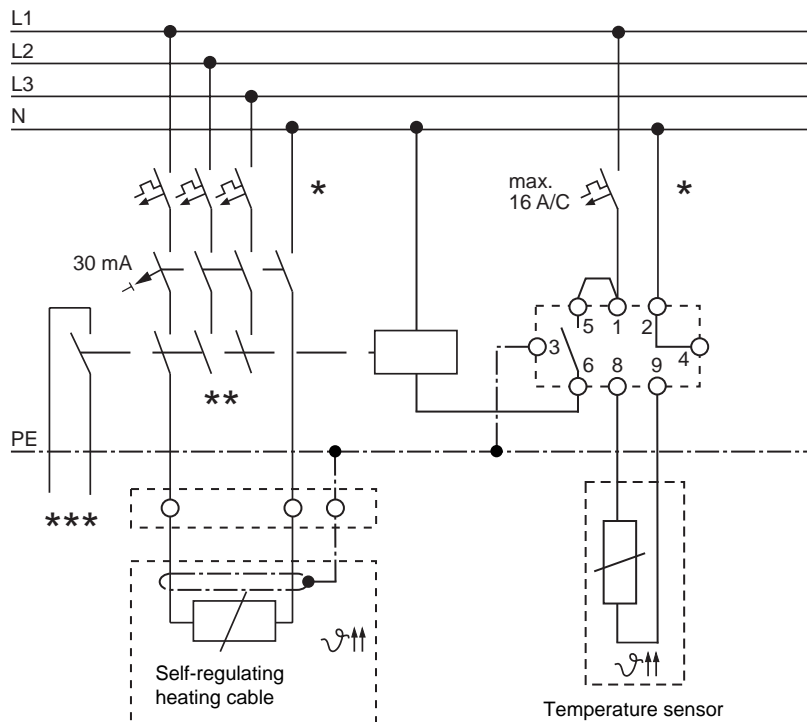 L1
L2
L3
N
*
max.
16 A/C
*
30 mA
5 1 2
3
4
6 8 9
**
PE
***
ϑ↑↑
ϑ↑↑
Self-regulating
heating cable
Temperature sensor